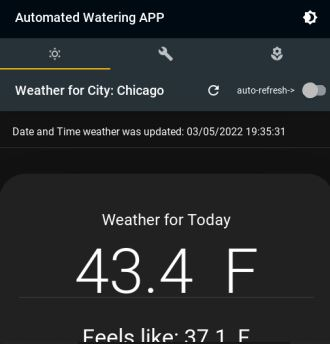 Automated Watering APP
Weather for City: Chicago auto-refresh->
Date and Time weather was updated: 03/05/2022 19:35:31
Weather for Today
43.4 F
Feels like: 37.1 F